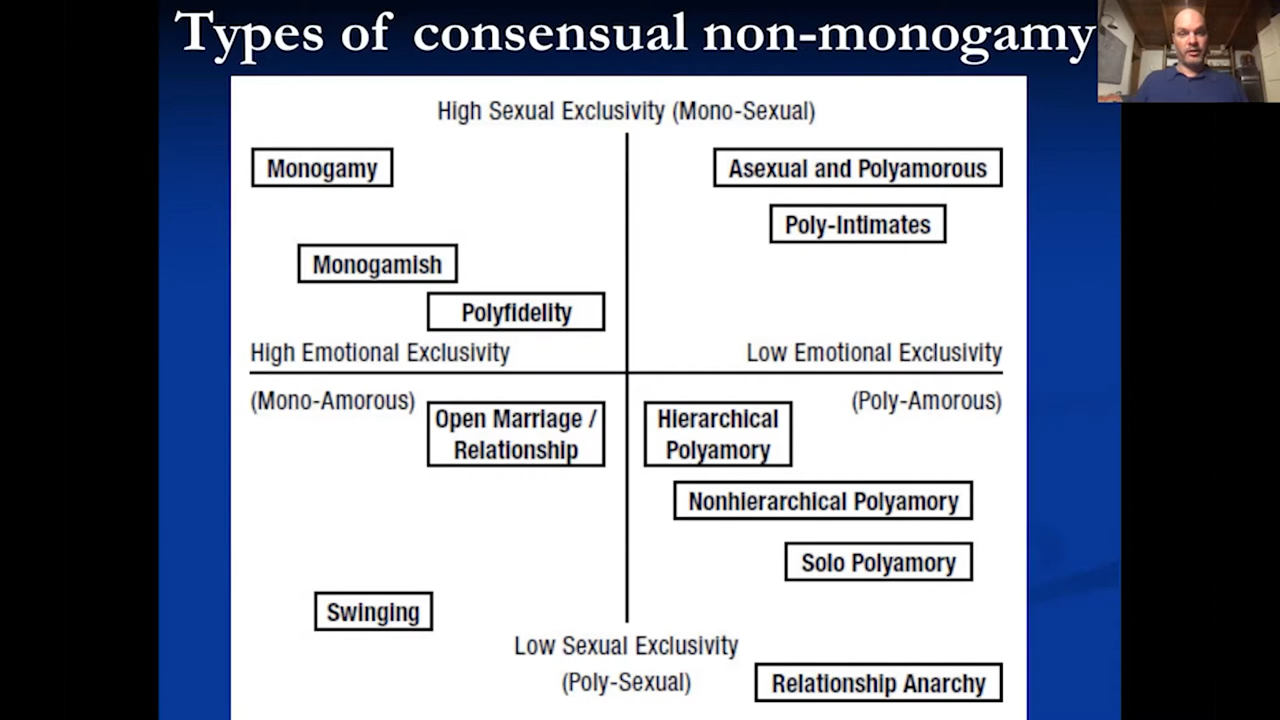 Types of consensual non-monogamy
High Sexual Exclusivity (Mono-Sexual)
Monogamy
Asexual and Polyamorous
Poly-Intimates
Monogamish
Polyfidelity
High Emotional Exclusivity
Low Emotional Exclusivity
(Mono-Amorous)
(Poly-Amorous)
Open Marriage /
Relationship
Hierarchical
Polyamory
Nonhierarchical Polyamory
Solo Polyamory
Swinging
Low Sexual Exclusivity
(Poly-Sexual)
Relationship Anarchy